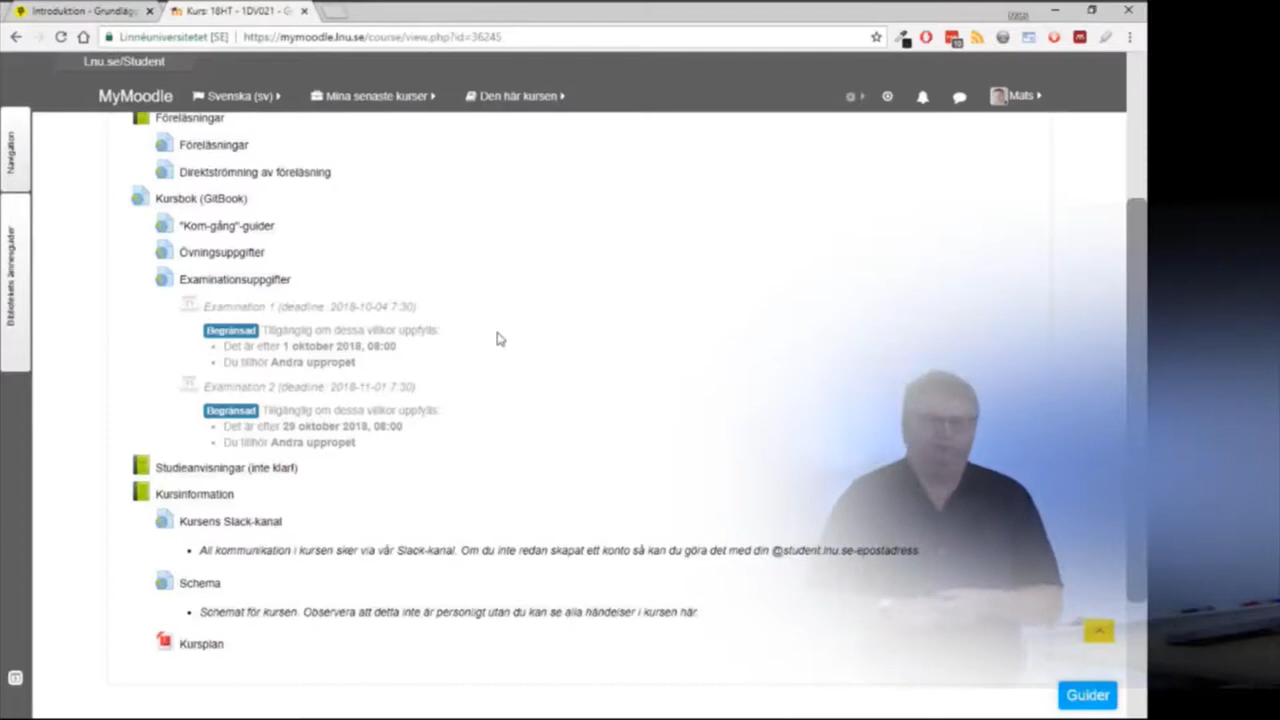 Introduktion - Grundläg
Kurs: 18HT - 1DV021 - G
Linnéuniversitetet [SE] https://mymoodle.lnu.se/course/view.php?id=36245
10
Lnu.se/Student
MyMoodle
Svenska (sv)
Mina senaste kurser
Den här kursen
Mats
Navigation
Bibliotekets ämnesguider
Föreläsningar
Föreläsningar
Direktströmning av föreläsning
Kursbok (GitBook)
"Kom-gång"-guider
Övningsuppgifter
Examinationsuppgifter
Examination 1 (deadline: 2018-10-04 7:30)
Begränsad Tillgänglig om dessa villkor uppfylls:
• Det är efter 1 oktober 2018, 08:00
• Du tillhör Andra uppropet
Examination 2 (deadline: 2018-11-01 7:30)
Begränsad Tillgänglig om dessa villkor uppfylls:
• Det är efter 29 oktober 2018, 08:00
• Du tillhör Andra uppropet
Studieanvisningar (inte klart)
Kursinformation
Kursens Slack-kanal
• All kommunikation i kursen sker via vår Slack-kanal. Om du inte redan skapat ett konto så kan du göra det med din @student.lnu.se-epostadress
Schema
• Schemat för kursen. Observera att detta inte är personligt utan du kan se alla händelser i kursen här.
Kursplan
Guider